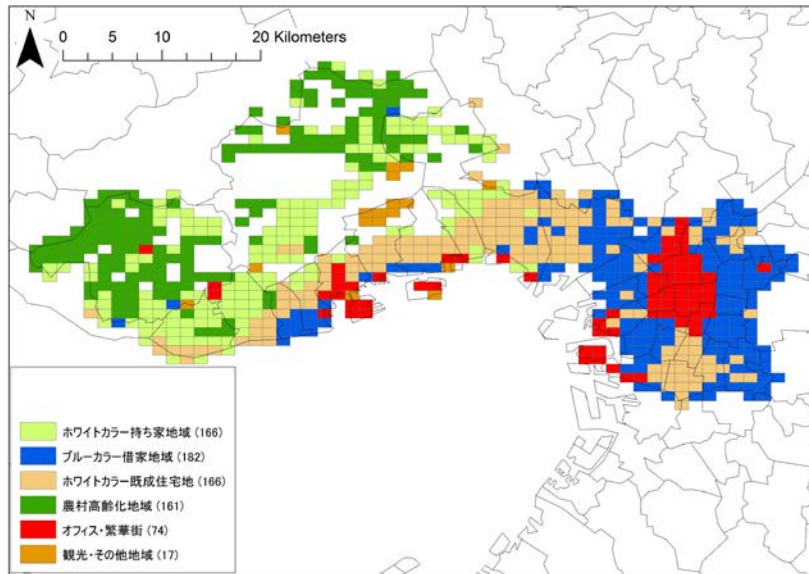 N
0 5 10 20 Kilometers
ホワイトカラー持ち家地域 (166)
ブルーカラー借家地域 (182)
ホワイトカラー既成住宅地 (166)
農村高齢化地域 (161)
オフィス・繁華街 (74)
観光・その他地域 (17)